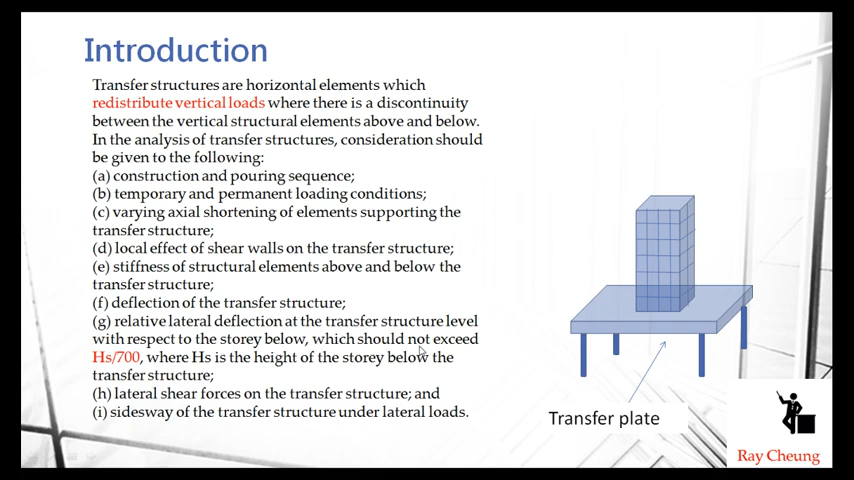 Introduction
Transfer structures are horizontal elements which
redistribute vertical loads where there is a discontinuity
between the vertical structural elements above and below.
In the analysis of transfer structures, consideration should
be given to the following:
(a) construction and pouring sequence;
(b) temporary and permanent loading conditions;
(c) varying axial shortening of elements supporting the
transfer structure;
(d) local effect of shear walls on the transfer structure;
(e) stiffness of structural elements above and below the
transfer structure;
(f) deflection of the transfer structure;
(g) relative lateral deflection at the transfer structure level
with respect to the storey below, which should not exceed
Hs/700, where Hs is the height of the storey below the
transfer structure;
(h) lateral shear forces on the transfer structure; and
(i) sidesway of the transfer structure under lateral loads.
Transfer plate
Ray Cheung